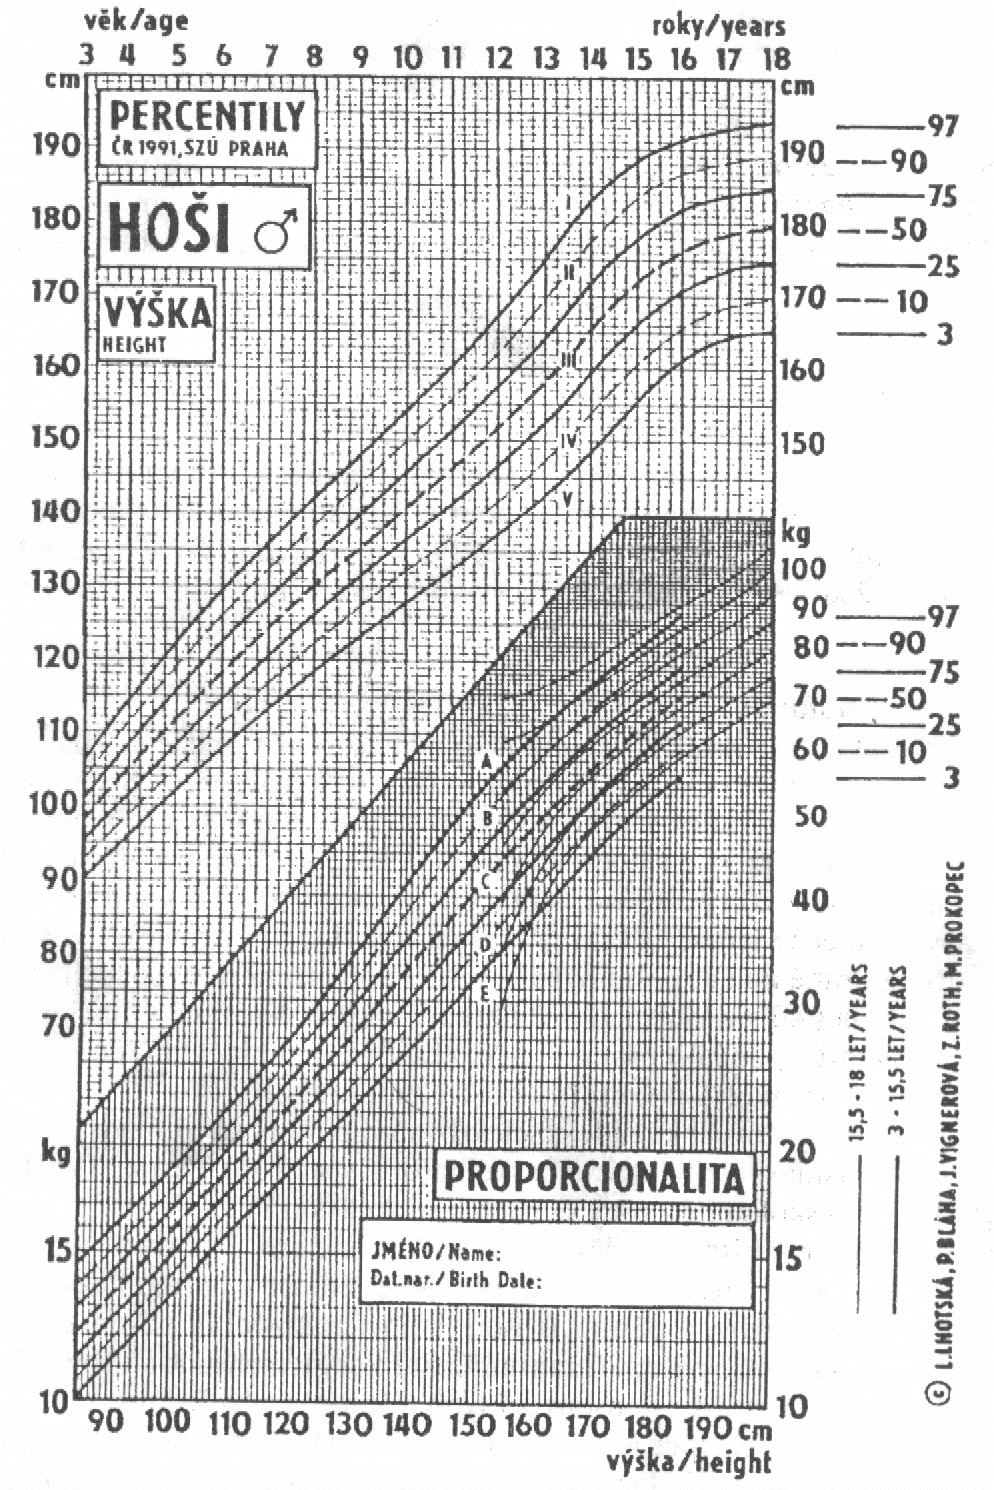 věk/age
roky/years
3 4 5 6 7 8 9 10 11 12 13 14 15 16 17 18
cm
cm
PERCENTILY
ČR 1991, SZÚ PRAHA
HOŠI ♂
VÝŠKA
HEIGHT
190
180
170
160
150
140
130
120
110
100
90
80
70
kg
15
10
I
II
III
IV
V
190
180
170
160
150
kg
100
90
80
70
60
50
40
30
20
15
10
97
90
75
50
25
10
3
97
90
75
50
25
10
3
A
B
C
D
E
PROPORCIONALITA
JMÉNO/Name:
Dat.nar./Birth Date:
90 100 110 120 130 140 150 160 170 180 190 cm
výška/height
15,5 - 18 LET/YEARS
3 - 15,5 LET/YEARS
© L.LHOTSKÁ, P.BLÁHA, J.VIGNEROVÁ, Z.ROTH, M.PROKOPEC